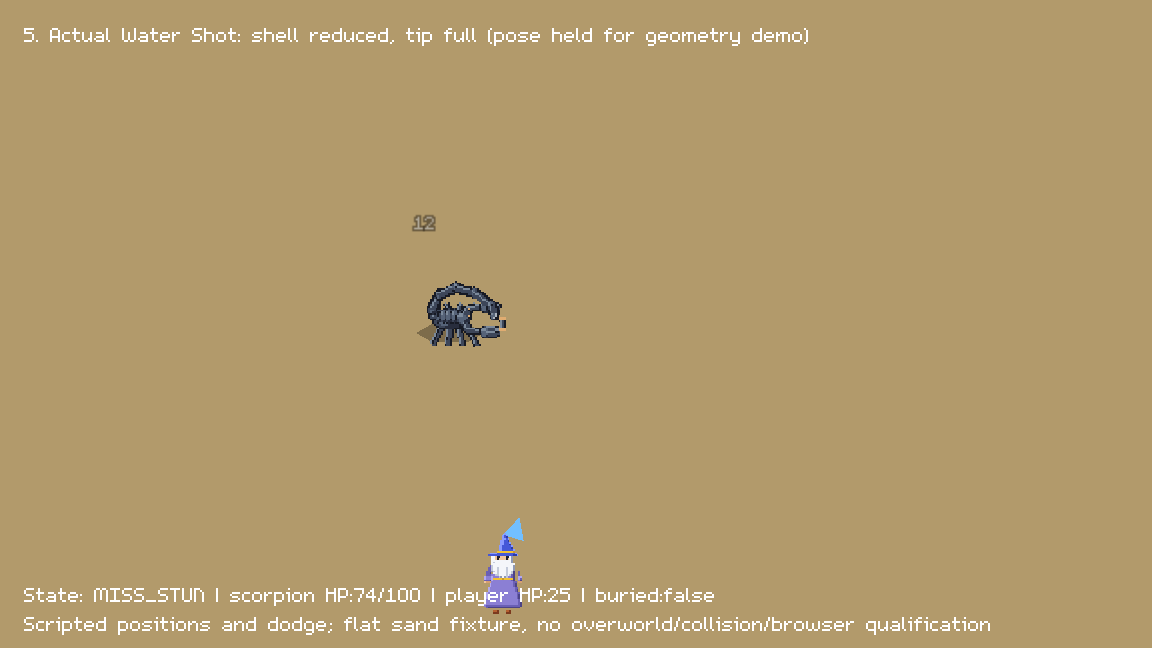 5. Actual Water Shot: shell reduced, tip full (pose held for geometry demo)
12
State: MISS_STUN | scorpion HP:74/100 | player HP:25 | buried:false
Scripted positions and dodge; flat sand fixture, no overworld/collision/browser qualification